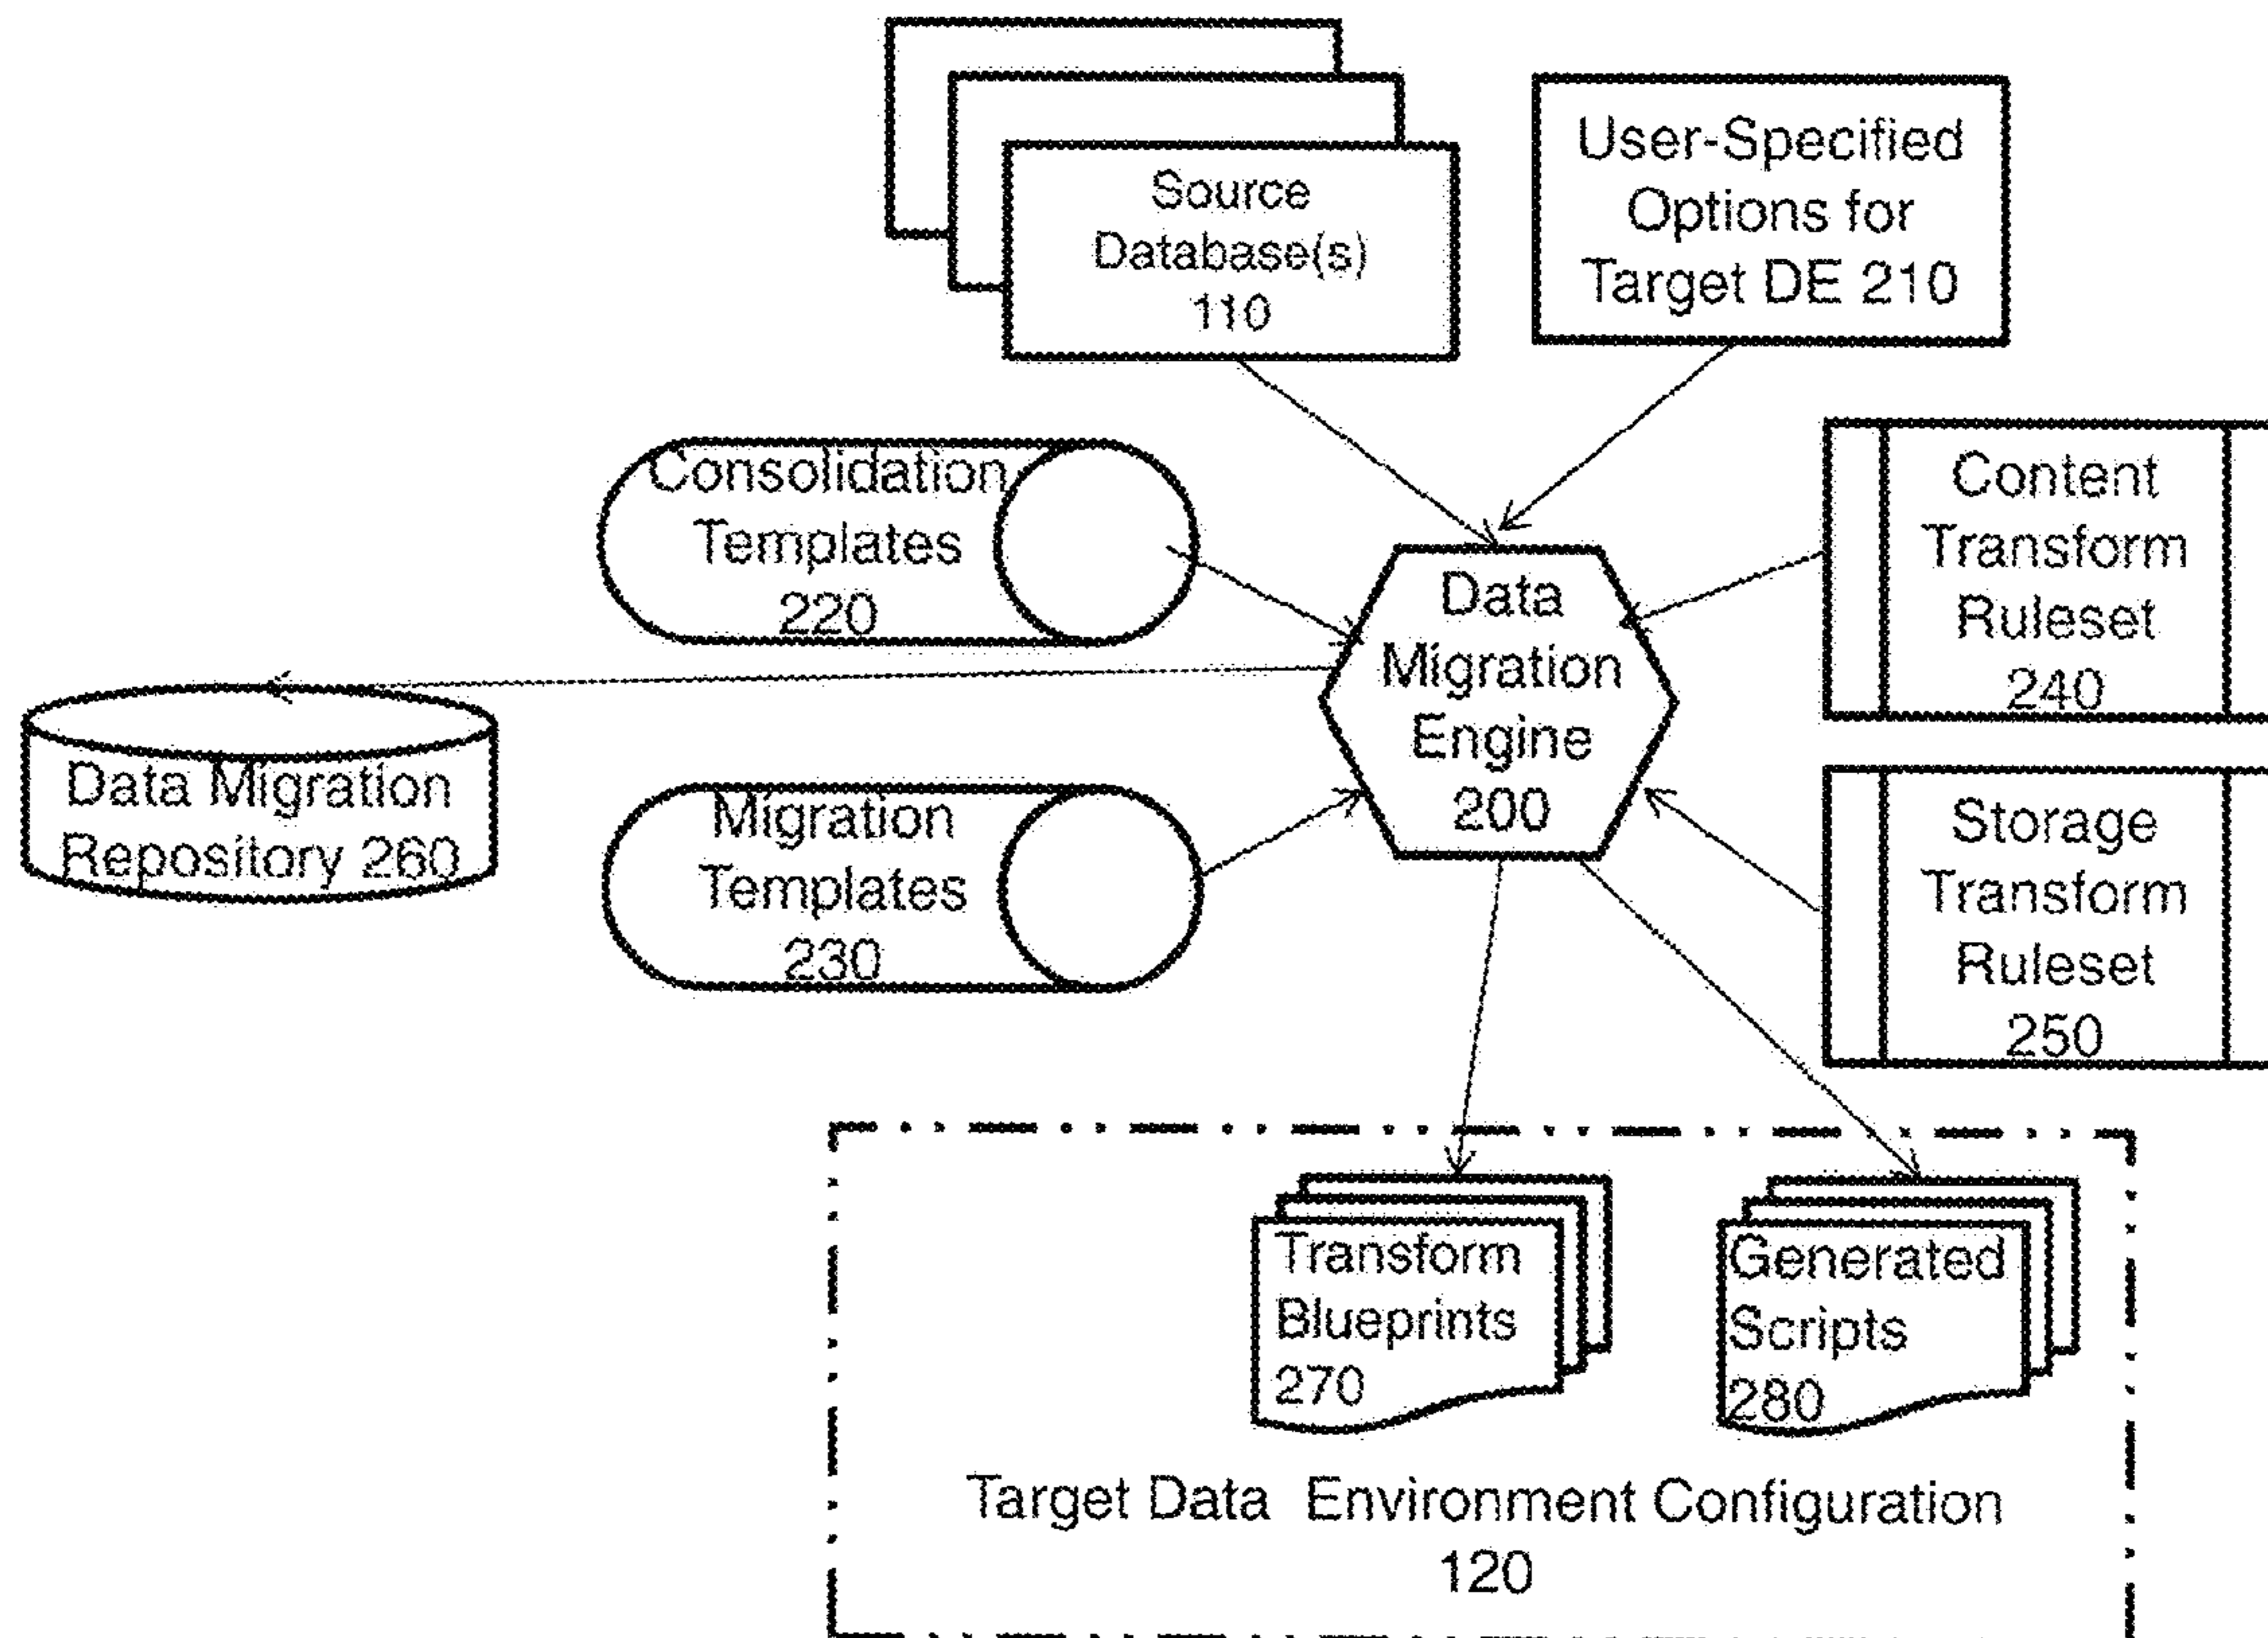 Source
Database(s)
110
User-Specified
Options for
Target DE 210
Consolidation
Templates
220
Data
Migration
Engine
200
Content
Transform
Ruleset
240
Data Migration
Repository 260
Migration
Templates
230
Storage
Transform
Ruleset
250
Transform
Blueprints
270
Generated
Scripts
280
Target Data Environment Configuration
120